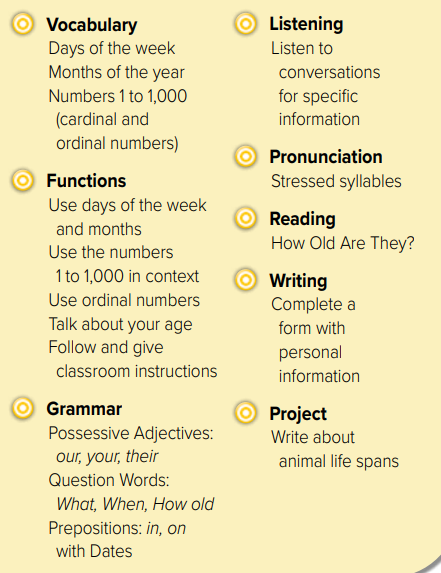 Vocabulary
Days of the week
Months of the year
Numbers 1 to 1,000
(cardinal and
ordinal numbers)
Functions
Use days of the week
and months
Use the numbers
1 to 1,000 in context
Use ordinal numbers
Talk about your age
Follow and give
classroom instructions
Grammar
Possessive Adjectives:
our, your, their
Question Words:
What, When, How old
Prepositions: in, on
with Dates
Listening
Listen to
conversations
for specific
information
Pronunciation
Stressed syllables
Reading
How Old Are They?
Writing
Complete a
form with
personal
information
Project
Write about
animal life spans